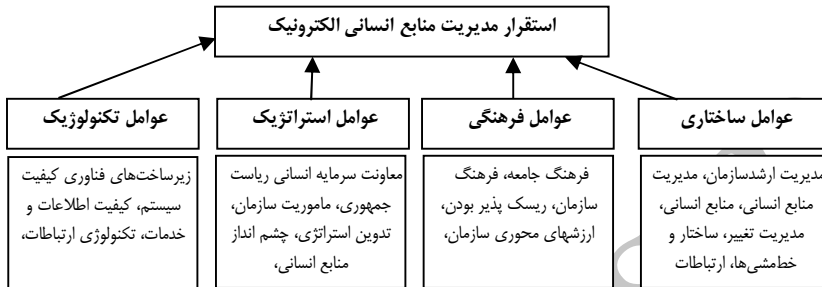 استقرار مدیریت منابع انسانی الکترونیک
عوامل ساختاری
مدیریت ارشدسازمان، مدیریت
منابع انسانی، منابع انسانی،
مدیریت تغییر، ساختار و
خط‌مشی‌ها، ارتباطات
عوامل فرهنگی
فرهنگ جامعه، فرهنگ
سازمان، ریسک پذیر بودن،
ارزشهای محوری سازمان،
عوامل استراتژیک
معاونت سرمایه انسانی ریاست
جمهوری، ماموریت سازمان،
تدوین استراتژی، چشم انداز
منابع انسانی،
عوامل تکنولوژیک
زیرساخت‌های فناوری کیفیت
سیستم، کیفیت اطلاعات و
خدمات، تکنولوژی ارتباطات،